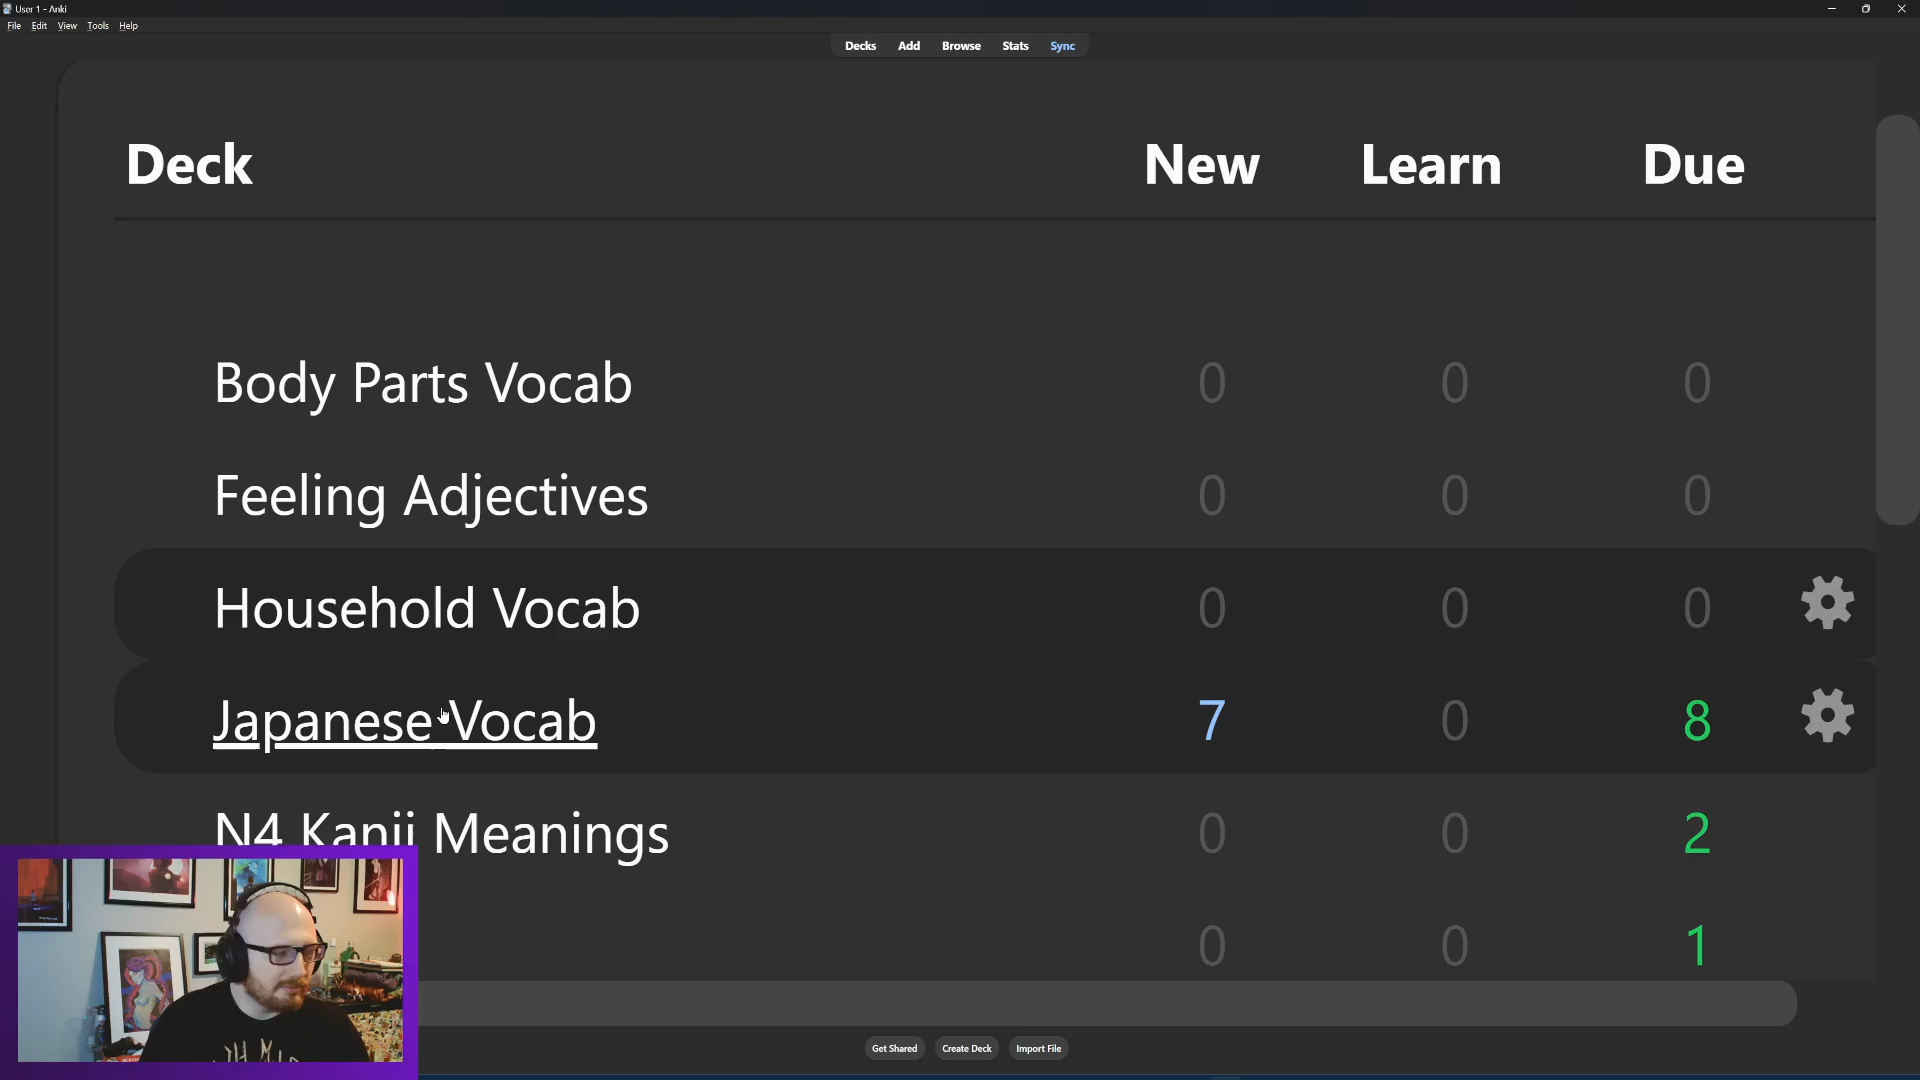 User 1 - Anki
File Edit View Tools Help
Decks Add Browse Stats Sync
Deck New Learn Due
Body Parts Vocab 0 0 0
Feeling Adjectives 0 0 0
Household Vocab 0 0 0
Japanese Vocab 7 0 8
N4 Kanji Meanings 0 0 2
0 0 1
Get Shared Create Deck Import File